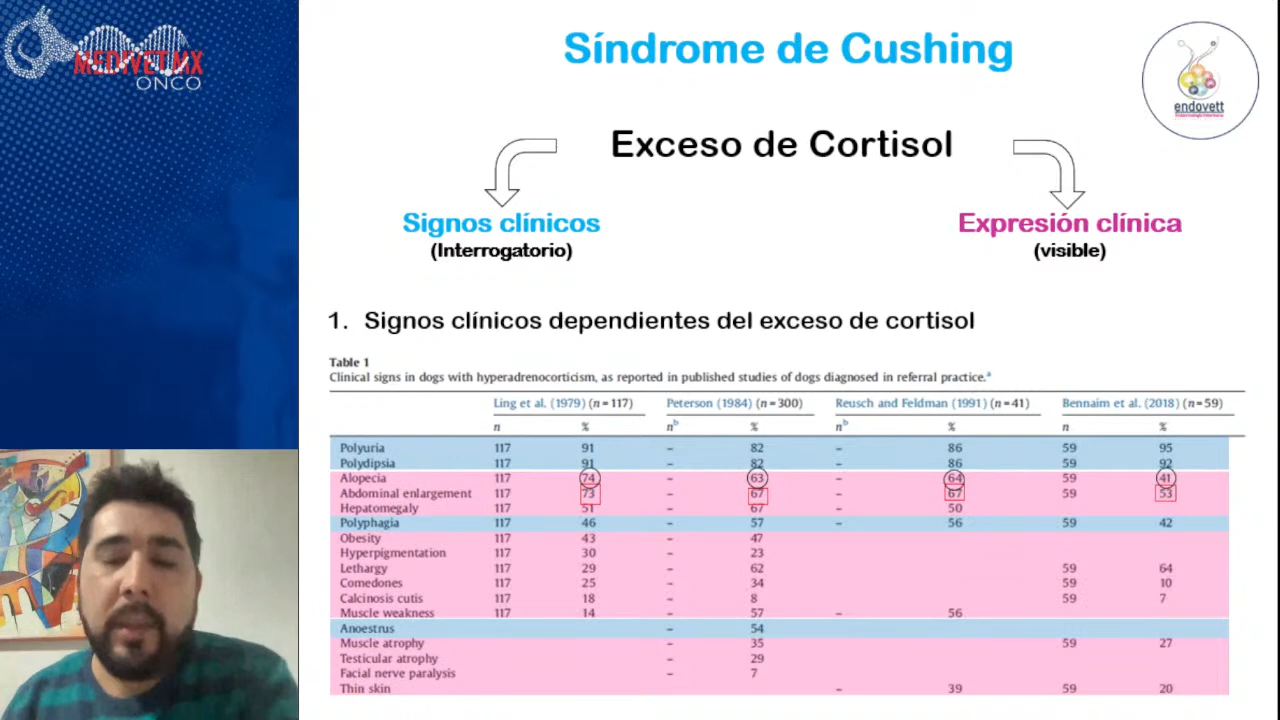 MEDIVET.MX
ONCO
Síndrome de Cushing
endovett
Exceso de Cortisol
Signos clínicos
(Interrogatorio)
Expresión clínica
(visible)
1. Signos clínicos dependientes del exceso de cortisol
Table 1
Clinical signs in dogs with hyperadrenocorticism, as reported in published studies of dogs diagnosed in referral practice.a
Ling et al. (1979) (n=117) Peterson (1984) (n=300) Reusch and Feldman (1991) (n=41) Bennaim et al. (2018) (n=59)
n % nb % nb % n %
Polyuria 117 91 – 82 – 86 59 95
Polydipsia 117 91 – 82 – 86 59 92
Alopecia 117 74 – 63 – 64 59 41
Abdominal enlargement 117 73 – 67 – 67 59 53
Hepatomegaly 117 51 – 67 – 50
Polyphagia 117 46 – 57 – 56 59 42
Obesity 117 43 – 47
Hyperpigmentation 117 30 – 23
Lethargy 117 29 – 62 59 64
Comedones 117 25 – 34 59 10
Calcinosis cutis 117 18 – 8 59 7
Muscle weakness 117 14 – 57 – 56
Anoestrus – 54
Muscle atrophy – 35 59 27
Testicular atrophy – 29
Facial nerve paralysis – 7
Thin skin – 39 59 20